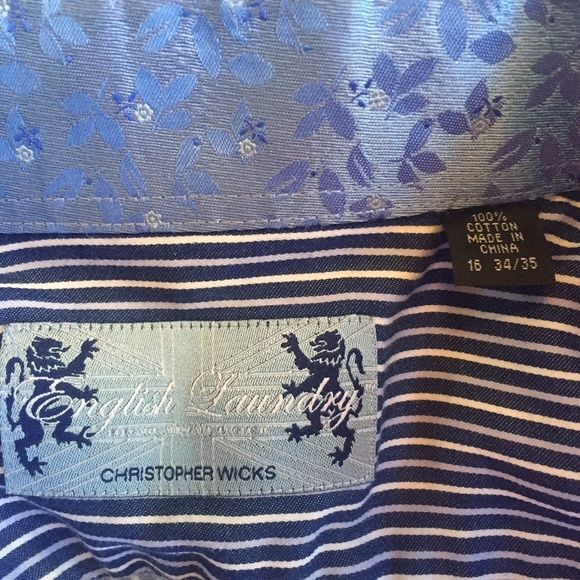 100%
COTTON
MADE IN
CHINA
16 34/35
English Laundry
CHRISTOPHER WICKS